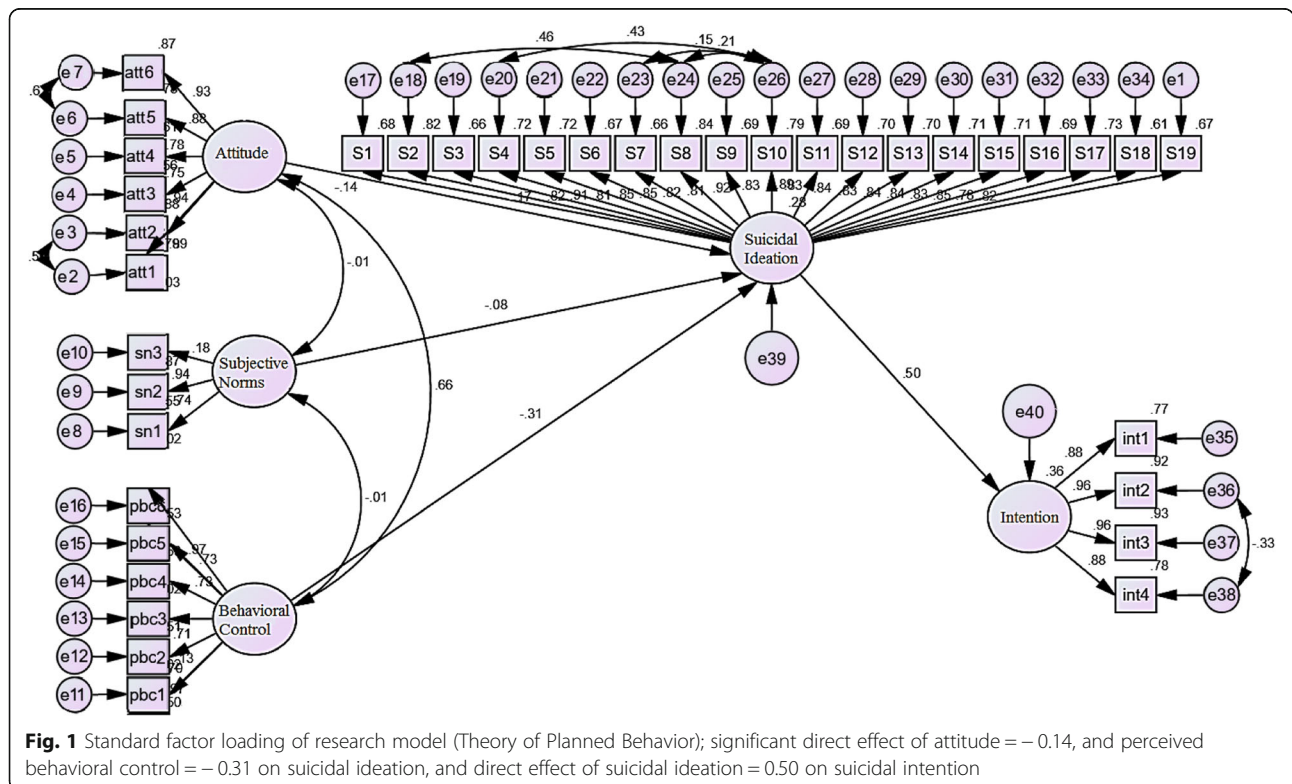 .46 .43 .15 .21
e17 e18 e19 e20 e21 e22 e23 e24 e25 e26 e27 e28 e29 e30 e31 e32 e33 e34 e1
.68 .82 .66 .72 .72 .67 .66 .84 .69 .79 .69 .70 .70 .71 .71 .69 .73 .61 .67
S1 S2 S3 S4 S5 S6 S7 S8 S9 S10 S11 S12 S13 S14 S15 S16 S17 S18 S19
.82 .91 .81 .85 .85 .82 .81 .92 .83 .84 .83 .84 .84 .83 .85 .78 .82
.28
.87
e7 att6
.93
e6 att5
.88
e5 att4
.78
e4 att3
.75
e3 att2
e2 att1
Attitude
-.14
-.01
.66
Suicidal
Ideation
e39
-.08
e10 sn3
.18
e9 sn2
.94
e8 sn1
.74
Subjective
Norms
-.31
-.01
.50
e16
e15 pbc5
e14 pbc4
e13 pbc3
e12 pbc2
e11 pbc1
.97
.73
.73
.71
Behavioral
Control
e40
.36
Intention
.77
.88 int1 e35
.92
.96 int2 e36
.93
.96 int3 e37
-.33
.78
.88 int4 e38
Fig. 1 Standard factor loading of research model (Theory of Planned Behavior); significant direct effect of attitude = − 0.14, and perceived
behavioral control = − 0.31 on suicidal ideation, and direct effect of suicidal ideation = 0.50 on suicidal intention